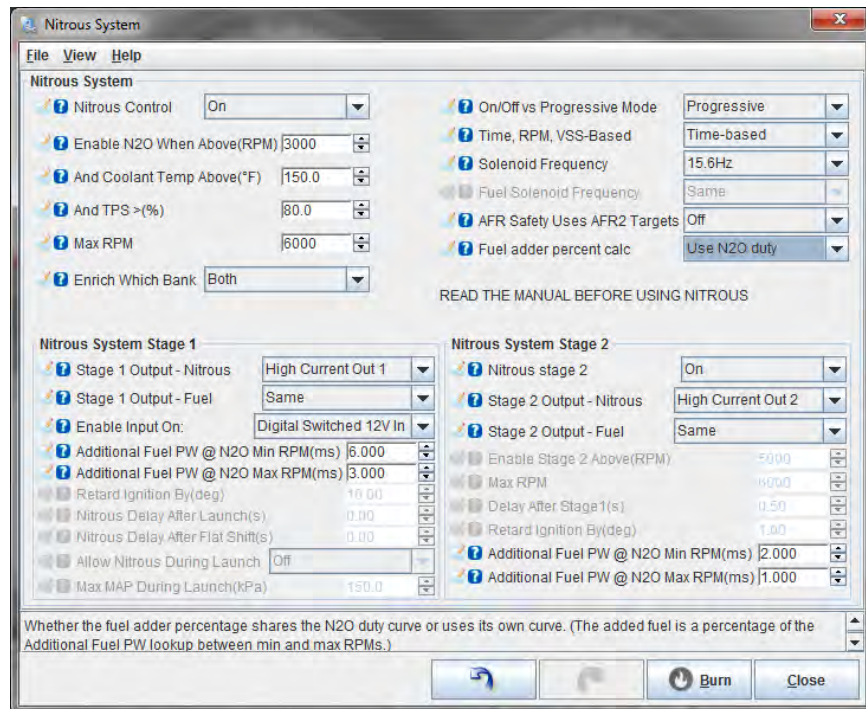 Nitrous System
File View Help
Nitrous System
Nitrous Control On
Enable N2O When Above(RPM) 3000
And Coolant Temp Above(°F) 150.0
And TPS >(%) 80.0
Max RPM 6000
Enrich Which Bank Both
On/Off vs Progressive Mode Progressive
Time, RPM, VSS-Based Time-based
Solenoid Frequency 15.6Hz
Fuel Solenoid Frequency Same
AFR Safety Uses AFR2 Targets Off
Fuel adder percent calc Use N2O duty
READ THE MANUAL BEFORE USING NITROUS
Nitrous System Stage 1
Stage 1 Output - Nitrous High Current Out 1
Stage 1 Output - Fuel Same
Enable Input On: Digital Switched 12V In
Additional Fuel PW @ N2O Min RPM(ms) 6.000
Additional Fuel PW @ N2O Max RPM(ms) 3.000
Retard Ignition By(deg) 10.00
Nitrous Delay After Launch(s) 0.00
Nitrous Delay After Flat Shift(s) 0.00
Allow Nitrous During Launch Off
Max MAP During Launch(kPa) 150.0
Nitrous System Stage 2
Nitrous stage 2 On
Stage 2 Output - Nitrous High Current Out 2
Stage 2 Output - Fuel Same
Enable Stage 2 Above(RPM) 5000
Max RPM 6000
Delay After Stage1(s) 0.50
Retard Ignition By(deg) 1.00
Additional Fuel PW @ N2O Min RPM(ms) 2.000
Additional Fuel PW @ N2O Max RPM(ms) 1.000
Whether the fuel adder percentage shares the N2O duty curve or uses its own curve. (The added fuel is a percentage of the
Additional Fuel PW lookup between min and max RPMs.)
Burn Close